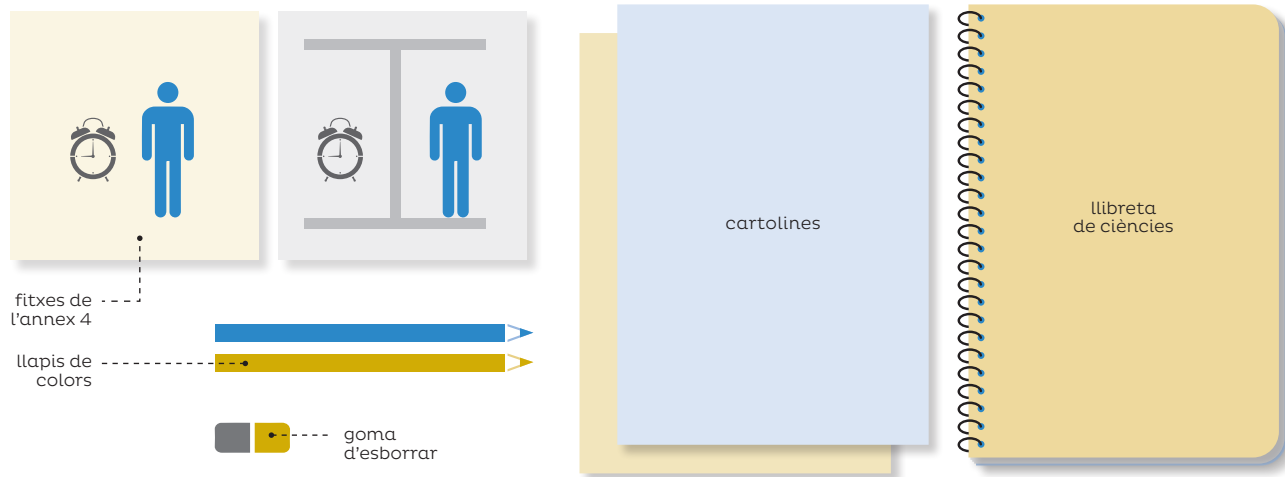 fitxes de
l'annex 4
llapis de
colors
goma
d'esborrar
cartolines
llibreta
de ciències